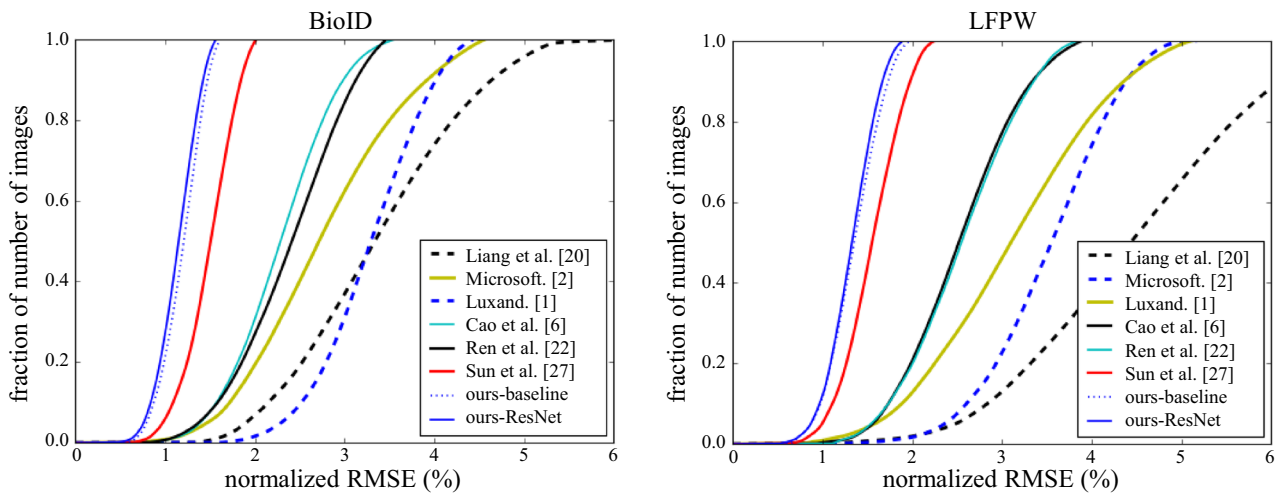 BioID
fraction of number of images
1.0
0.8
0.6
0.4
0.2
0.0
0
1
2
3
4
5
6
normalized RMSE (%)
Liang et al. [20]
Microsoft. [2]
Luxand. [1]
Cao et al. [6]
Ren et al. [22]
Sun et al. [27]
ours-baseline
ours-ResNet
LFPW
fraction of number of images
1.0
0.8
0.6
0.4
0.2
0.0
0
1
2
3
4
5
6
normalized RMSE (%)
Liang et al. [20]
Microsoft. [2]
Luxand. [1]
Cao et al. [6]
Ren et al. [22]
Sun et al. [27]
ours-baseline
ours-ResNet